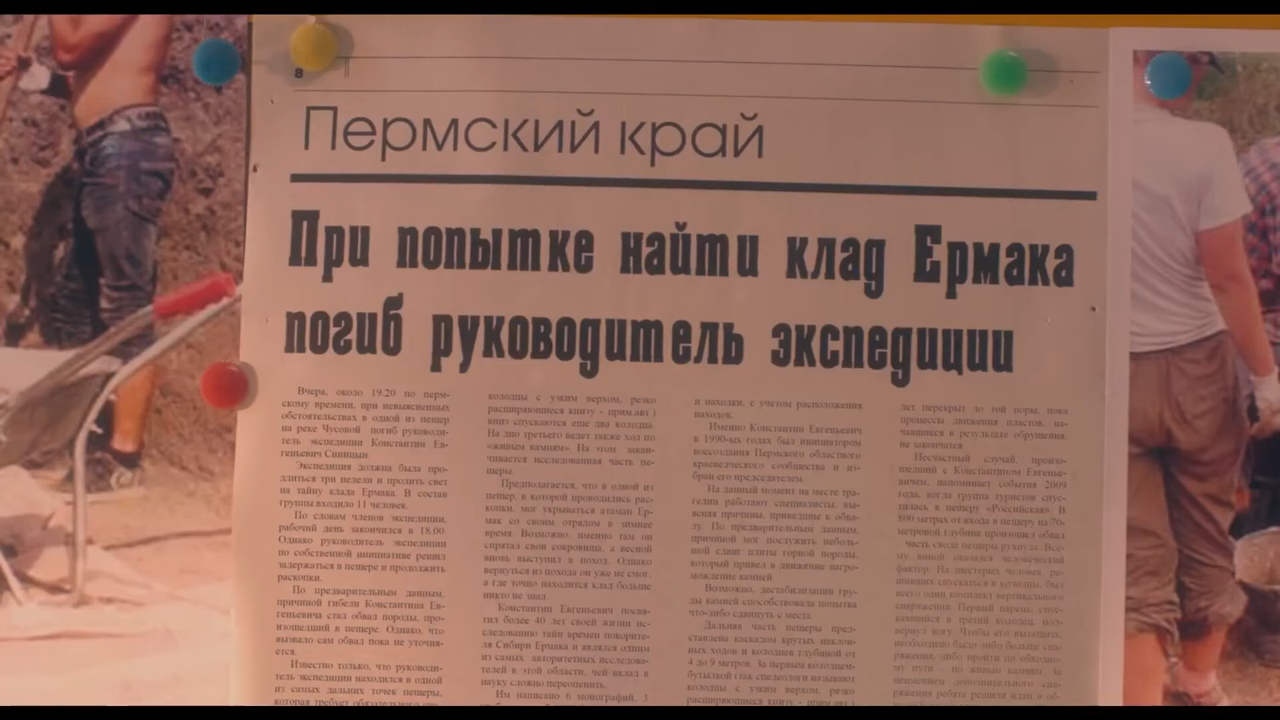 8
Пермский край
При попытке найти клад Ермака
погиб руководитель экспедиции
Вчера, около 19.20 по перм-
скому времени, при невыясненных
обстоятельствах в одной из пещер
на реке Чусовой погиб руководи-
тель экспедиции Константин Ев-
геньевич Синицын.
Экспедиция должна была про-
длиться три недели и пролить свет
на тайну клада Ермака. В состав
группы входило 11 человек.
По словам членов экспедиции,
рабочий день закончился в 18.00.
Однако руководитель экспедиции
по собственной инициативе решил
задержаться в пещере и продолжить
раскопки.
По предварительным данным,
причиной гибели Константина Ев-
геньевича стал обвал породы, про-
изошедший в пещере. Однако, что
вызвало сам обвал пока не уточня-
ется.
Известно только, что руководи-
тель экспедиции находился в одной
из самых дальних точек пещеры,
которая требует обязательного
колодцы с узким верхом, резко
расширяющиеся книзу - прим.авт.)
вниз спускаются еще два колодца.
На дно третьего ведет также ход по
«живым камням». На этом закан-
чивается исследованная часть пе-
щеры.
Предполагается, что в одной из
пещер, в которой проводились рас-
копки, мог укрываться атаман Ер-
мак со своим отрядом в зимнее
время. Возможно, именно там он
спрятал свои сокровища, а весной
вновь выступил в поход. Однако
вернуться из похода он уже не смог,
а где точно находится клад больше
никто не знал.
Константин Евгеньевич посвя-
тил более 40 лет своей жизни ис-
следованию тайн времен покорите-
ля Сибири Ермака и являлся одним
из самых авторитетных исследова-
телей в этой области, чей вклад в
науку сложно переоценить.
Им написано 6 монографий, 3
и находки, с учетом расположения
находок.
Именно Константин Евгеньевич
в 1990-ых годах был инициатором
воссоздания Пермского областного
краеведческого сообщества и из-
бран его председателем.
На данный момент на месте тра-
гедии работают специалисты, вы-
ясняя причины, приведшие к обва-
лу. По предварительным данным,
причиной мог послужить неболь-
шой сдвиг плиты горной породы,
который привел в движение нагро-
мождение камней.
Возможно, дестабилизации гру-
ды камней способствовала попытка
что-либо сдвинуть с места.
Дальняя часть пещеры пред-
ставлена каскадом крутых наклон-
ных ходов и колодцев глубиной от
4 до 9 метров. За первым колодцем-
бутылкой (так спелеологи называют
колодцы с узким верхом, резко
расширяющиеся книзу - прим.авт.)
дет перекрыт до той поры, пока
процессы движения пластов, на-
чавшиеся в результате обрушения,
не закончатся.
Несчастный случай, произо-
шедший с Константином Евгенье-
вичем, напоминает события 2009
года, когда группа туристов спус-
тилась в пещеру «Российская». В
800 метрах от входа в пещеру на 70-
метровой глубине произошел обвал
- часть свода пещеры рухнула. Все-
му виной оказался человеческий
фактор. На шестерых человек, ре-
шивших спускаться в колодцы, был
всего один комплект вертикального
снаряжения. Первый парень, спус-
кавшийся в третий колодец, под-
вернул ногу. Чтобы его вытащить,
необходимо было либо больше сна-
ряжения, либо пройти по обходно-
му пути - по живым камням. За
неимением дополнительного сна-
ряжения ребята решили идти в об-